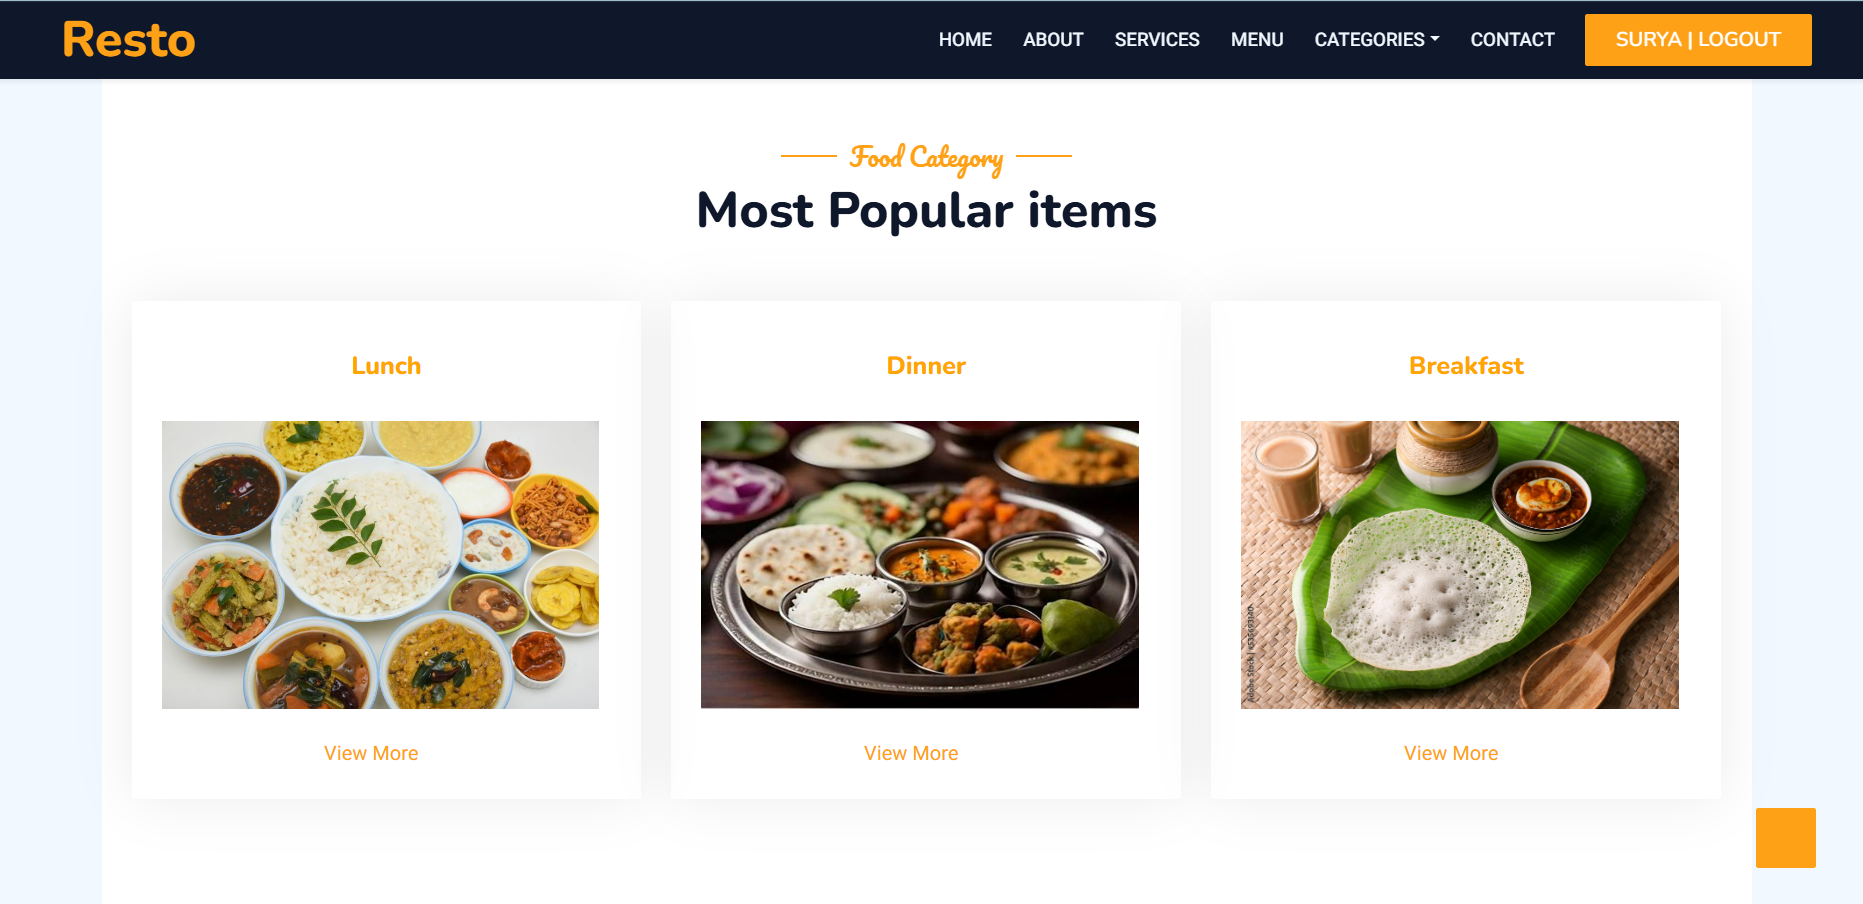 Resto
HOME ABOUT SERVICES MENU CATEGORIES CONTACT SURYA | LOGOUT
Food Category
Most Popular items
Lunch Dinner Breakfast
View More View More View More